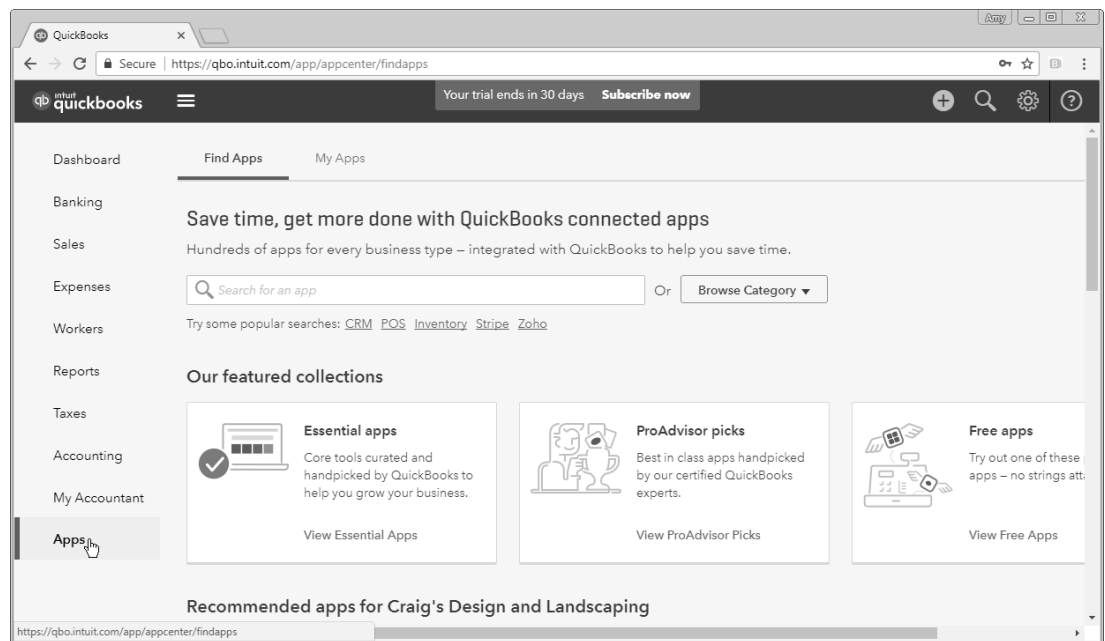 Amy
QuickBooks
Secure https://qbo.intuit.com/app/appcenter/findapps
qb intuit quickbooks
Your trial ends in 30 days Subscribe now
Dashboard
Banking
Sales
Expenses
Workers
Reports
Taxes
Accounting
My Accountant
Apps
Find Apps My Apps
Save time, get more done with QuickBooks connected apps
Hundreds of apps for every business type – integrated with QuickBooks to help you save time.
Search for an app Or Browse Category
Try some popular searches: CRM POS Inventory Stripe Zoho
Our featured collections
Essential apps
Core tools curated and
handpicked by QuickBooks to
help you grow your business.
View Essential Apps
ProAdvisor picks
Best in class apps handpicked
by our certified QuickBooks
experts.
View ProAdvisor Picks
Free apps
Try out one of these
apps – no strings
View Free Apps
Recommended apps for Craig's Design and Landscaping
https://qbo.intuit.com/app/appcenter/findapps